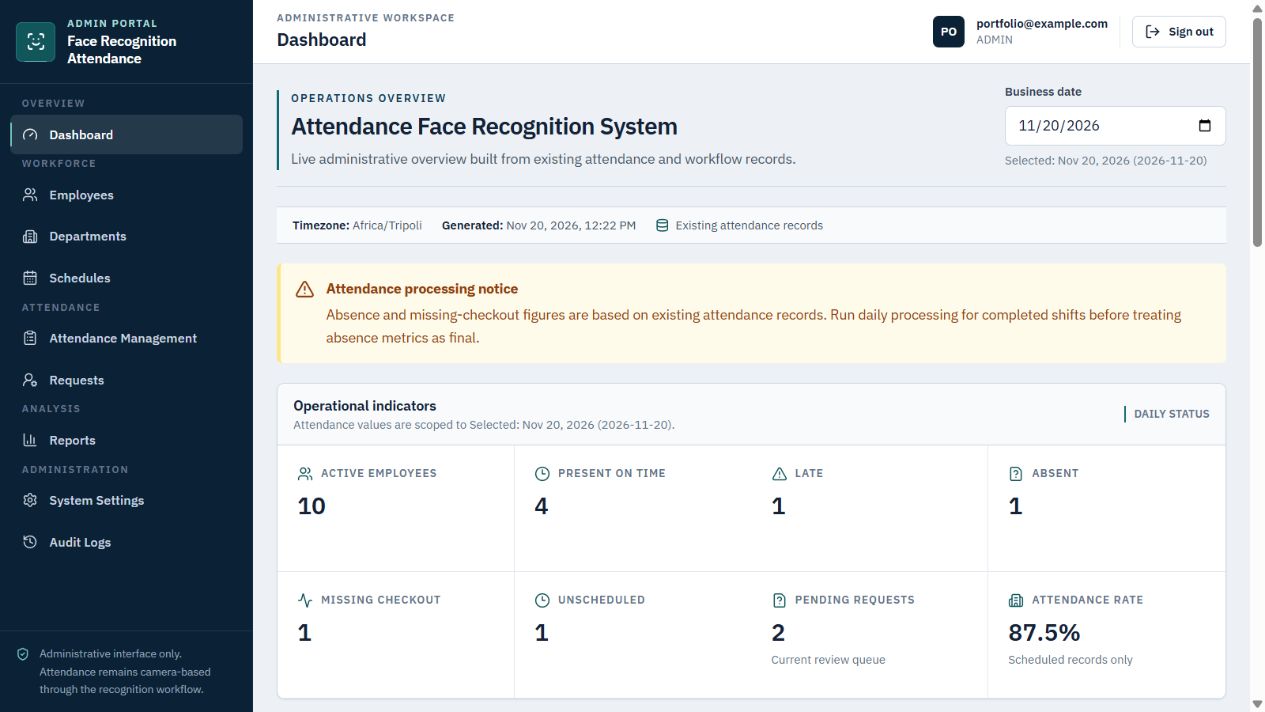 ADMIN PORTAL
Face Recognition
Attendance
OVERVIEW
Dashboard
WORKFORCE
Employees
Departments
Schedules
ATTENDANCE
Attendance Management
Requests
ANALYSIS
Reports
ADMINISTRATION
System Settings
Audit Logs
Administrative interface only.
Attendance remains camera-based
through the recognition workflow.
ADMINISTRATIVE WORKSPACE
Dashboard
PO
portfolio@example.com
ADMIN
Sign out
OPERATIONS OVERVIEW
Attendance Face Recognition System
Live administrative overview built from existing attendance and workflow records.
Business date
11/20/2026
Selected: Nov 20, 2026 (2026-11-20)
Timezone: Africa/Tripoli Generated: Nov 20, 2026, 12:22 PM Existing attendance records
Attendance processing notice
Absence and missing-checkout figures are based on existing attendance records. Run daily processing for completed shifts before treating
absence metrics as final.
Operational indicators
Attendance values are scoped to Selected: Nov 20, 2026 (2026-11-20).
DAILY STATUS
ACTIVE EMPLOYEES
10
PRESENT ON TIME
4
LATE
1
ABSENT
1
MISSING CHECKOUT
1
UNSCHEDULED
1
PENDING REQUESTS
2
Current review queue
ATTENDANCE RATE
87.5%
Scheduled records only